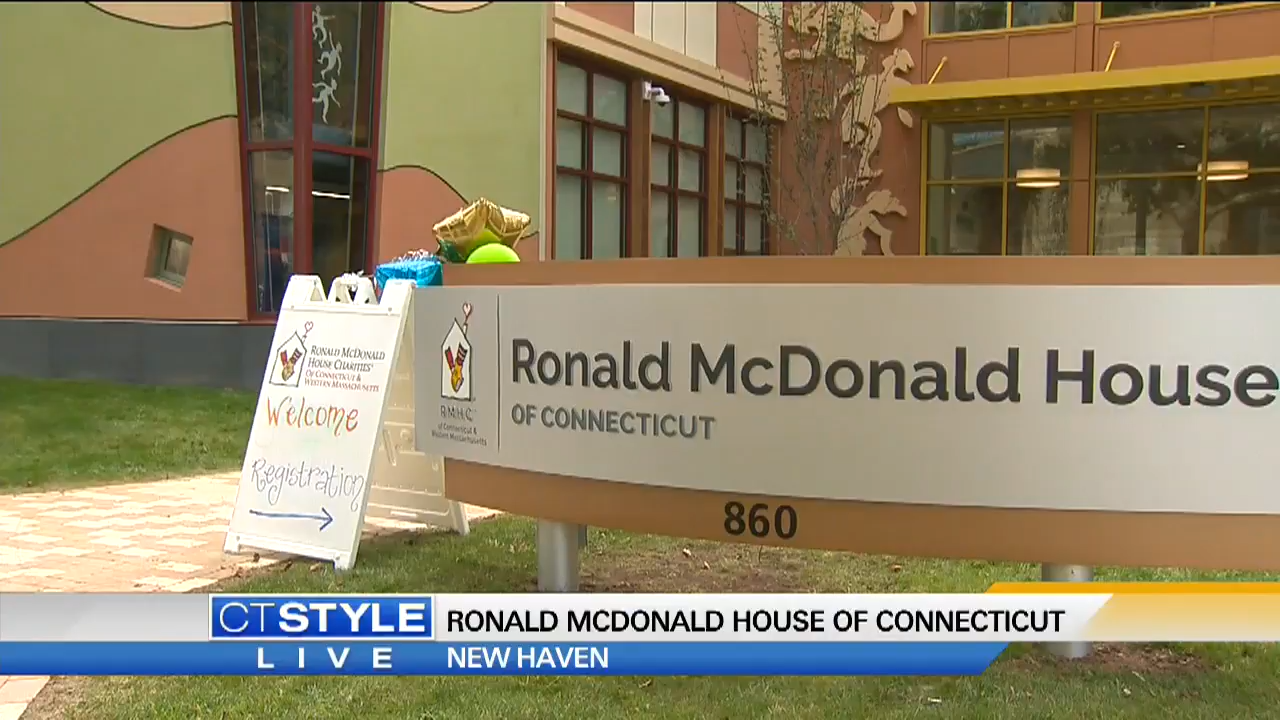 RONALD MCDONALD
HOUSE CHARITIES
OF CONNECTICUT &
WESTERN MASSACHUSETTS
Welcome
Registration
RMHC
of Connecticut &
Western Massachusetts
Ronald McDonald House
OF CONNECTICUT
860
CT STYLE
LIVE
RONALD MCDONALD HOUSE OF CONNECTICUT
NEW HAVEN